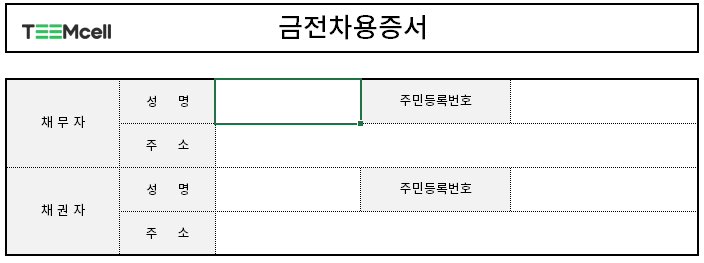 TEEMcell
금전차용증서
성 명
주민등록번호
채 무 자
주 소
성 명
주민등록번호
채 권 자
주 소